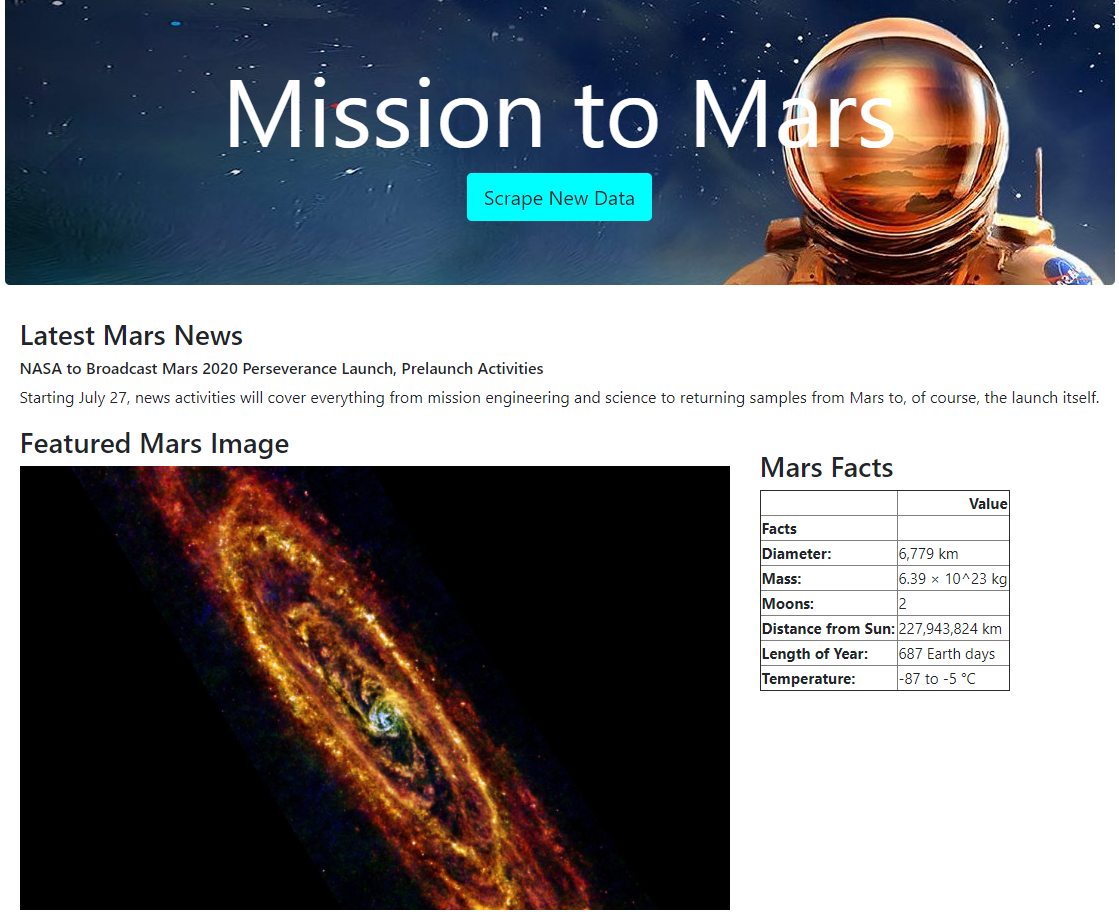 Mission to Mars
Scrape New Data
Latest Mars News
NASA to Broadcast Mars 2020 Perseverance Launch, Prelaunch Activities
Starting July 27, news activities will cover everything from mission engineering and science to returning samples from Mars to, of course, the launch itself.
Featured Mars Image
Mars Facts
Value
Facts
Diameter: 6,779 km
Mass: 6.39 × 10^23 kg
Moons: 2
Distance from Sun: 227,943,824 km
Length of Year: 687 Earth days
Temperature: -87 to -5 °C